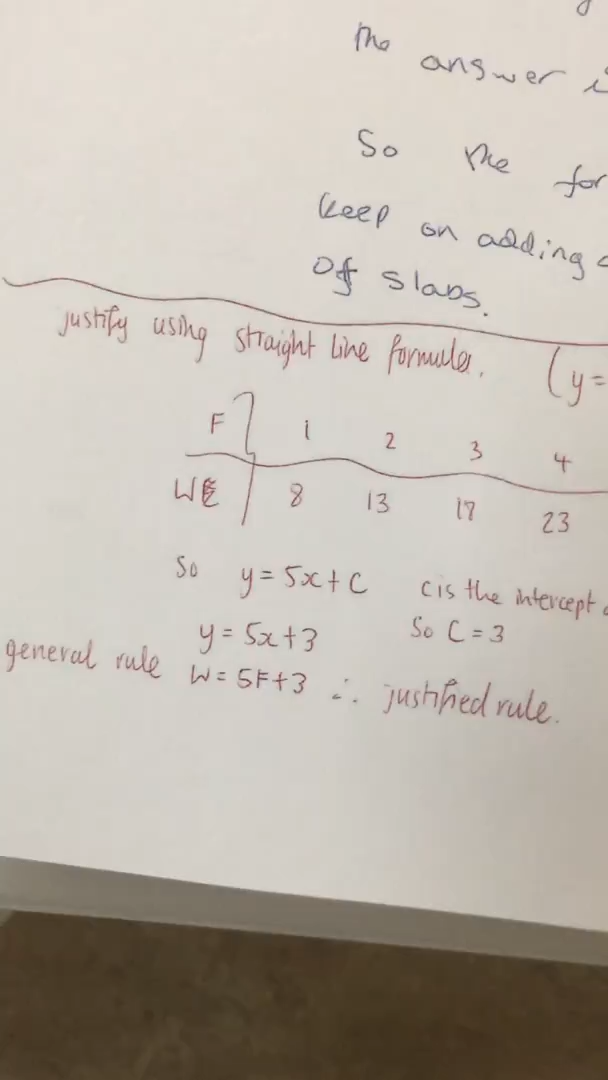 the answer
So the for
keep on adding
Of slabs.
justify using straight line formula. (y=
F 1 2 3 4
W 8 13 17 23
So y = 5x + C c is the intercept
y = 5x + 3 So C = 3
general rule W = 5F + 3 ∴ justified rule.